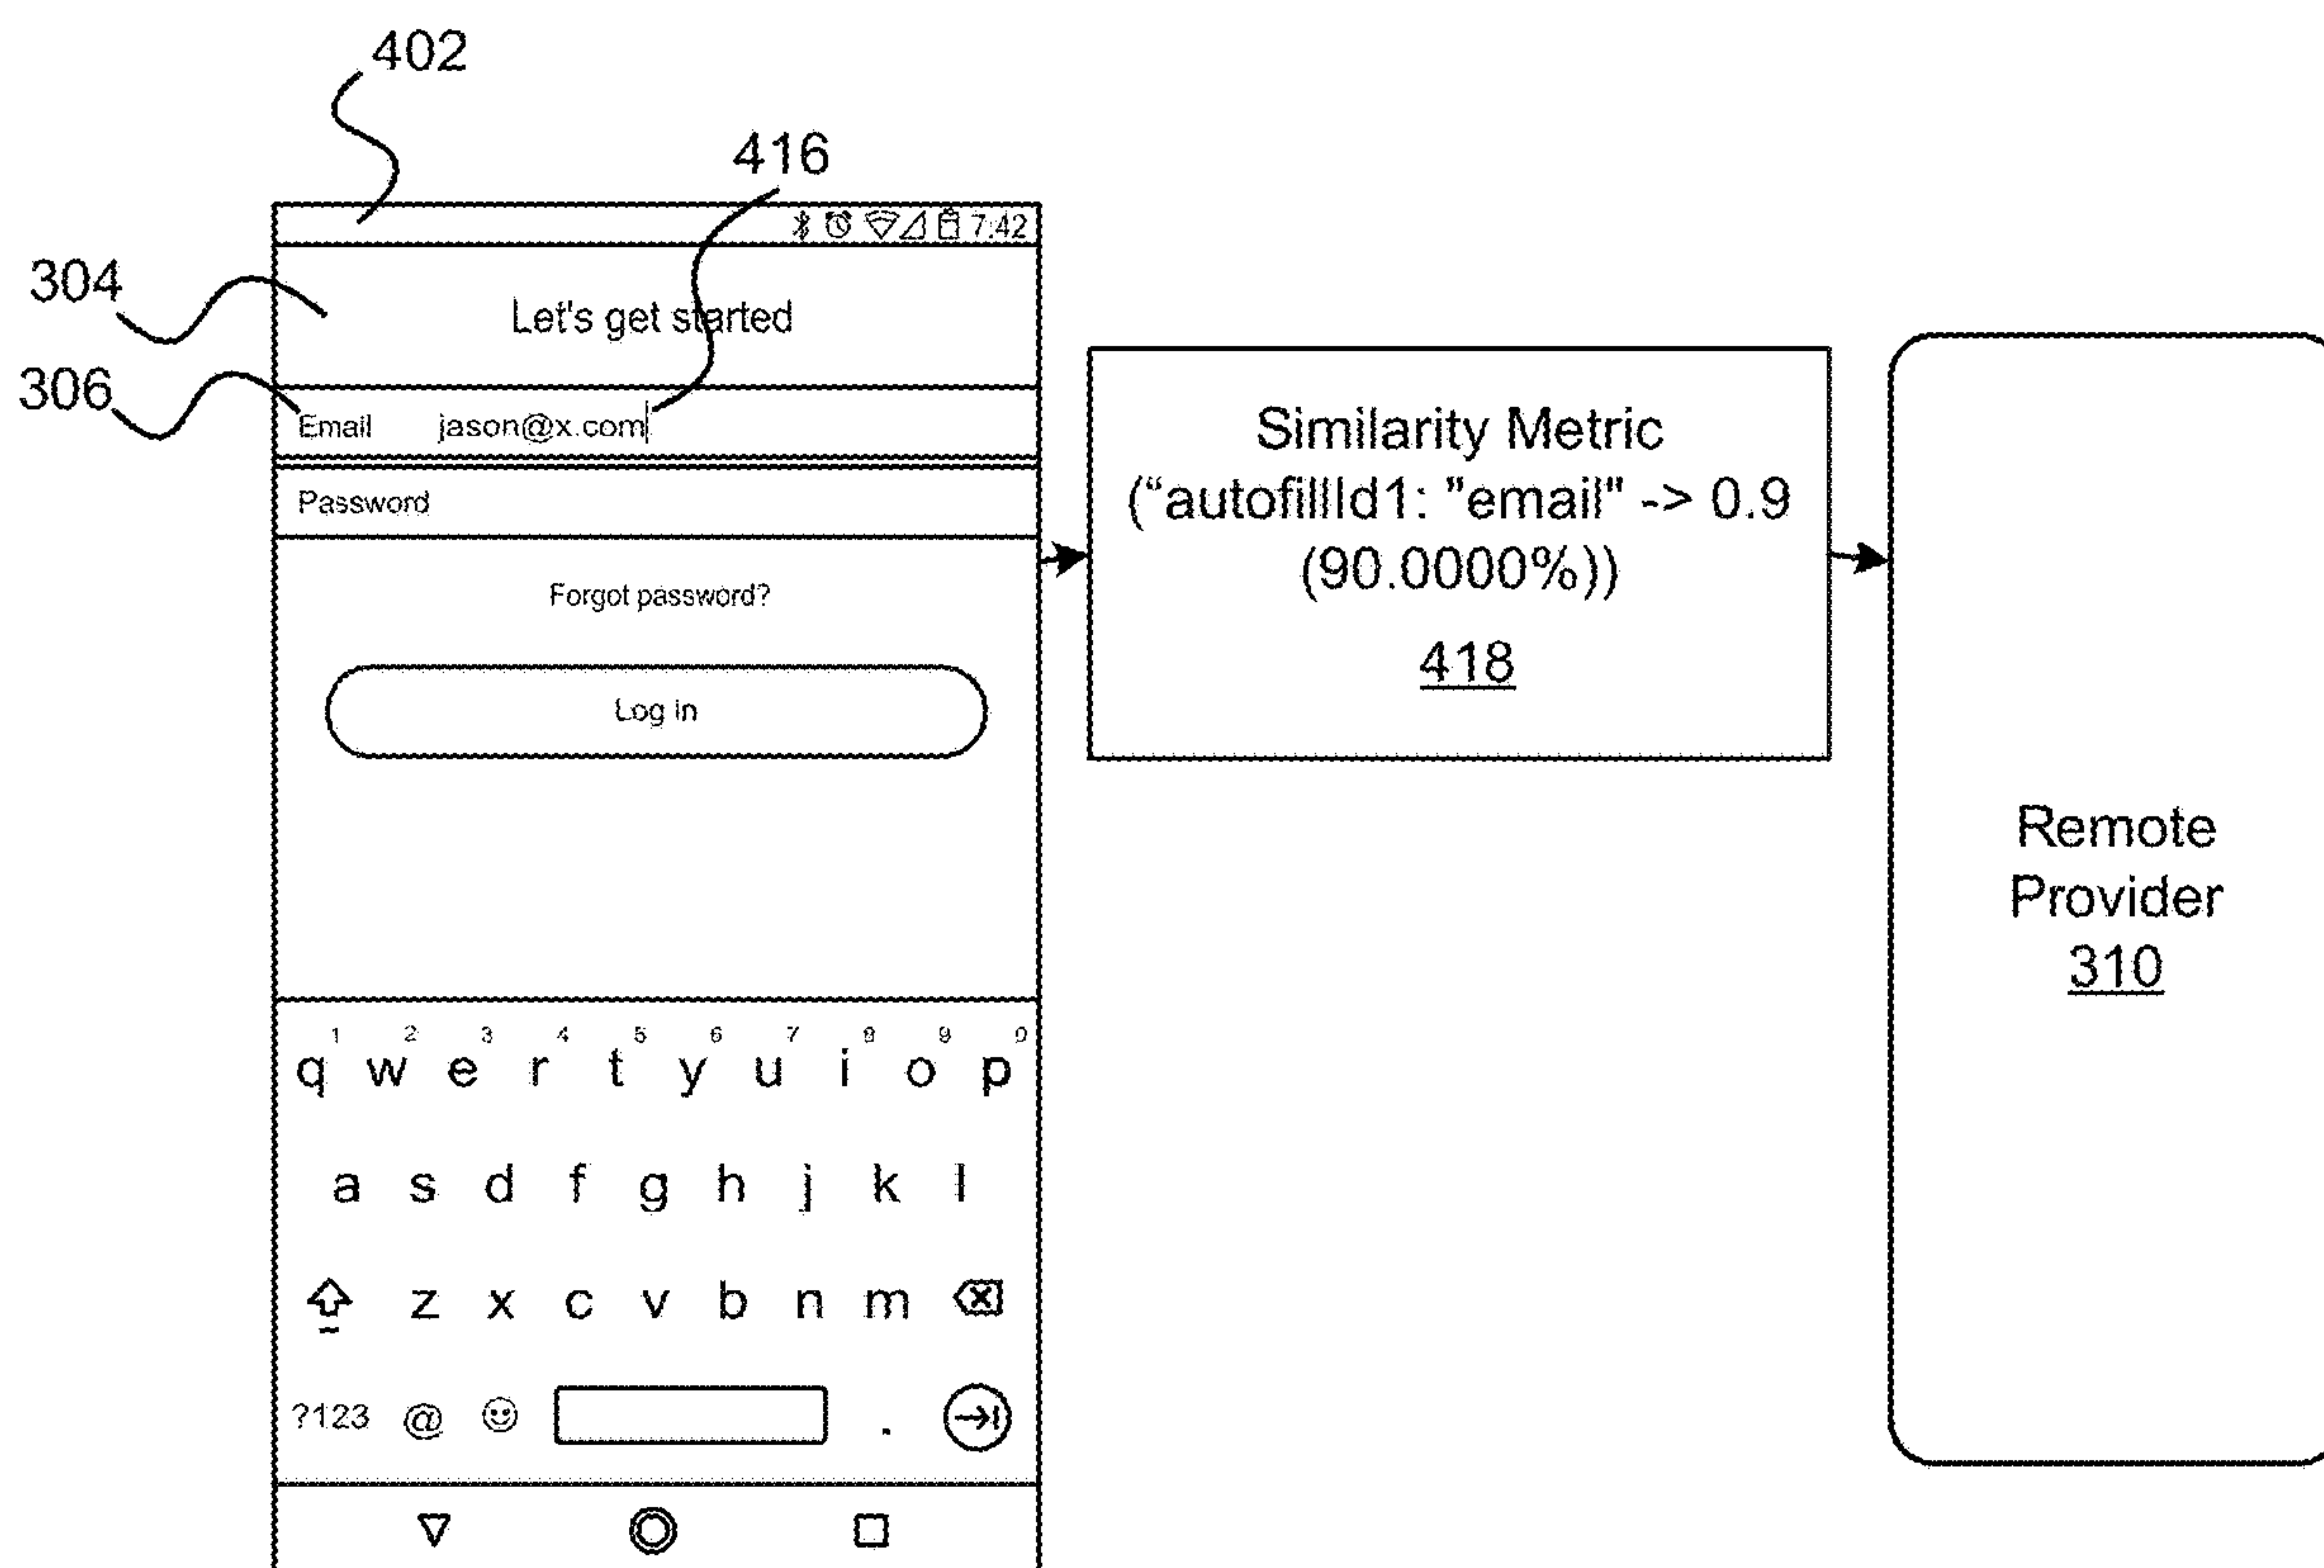 402
416
7:42
304
Let's get started
306
Email jason@x.com
Password
Forgot password?
Log in
Similarity Metric
(“autofillId1: "email" -> 0.9
(90.0000%))
418
Remote
Provider
310
1 2 3 4 5 6 7 8 9 0
q w e r t y u i o p
a s d f g h j k l
z x c v b n m
?123 @ .